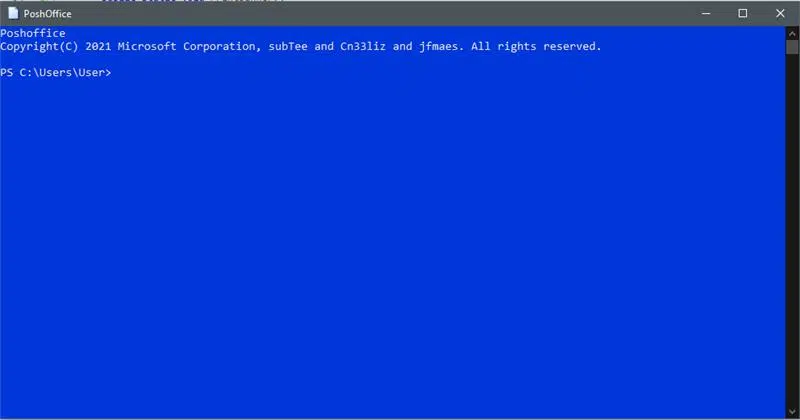 PoshOffice
Poshoffice
Copyright(C) 2021 Microsoft Corporation, subTee and Cn33liz and jfmaes. All rights reserved.
PS C:\Users\User>